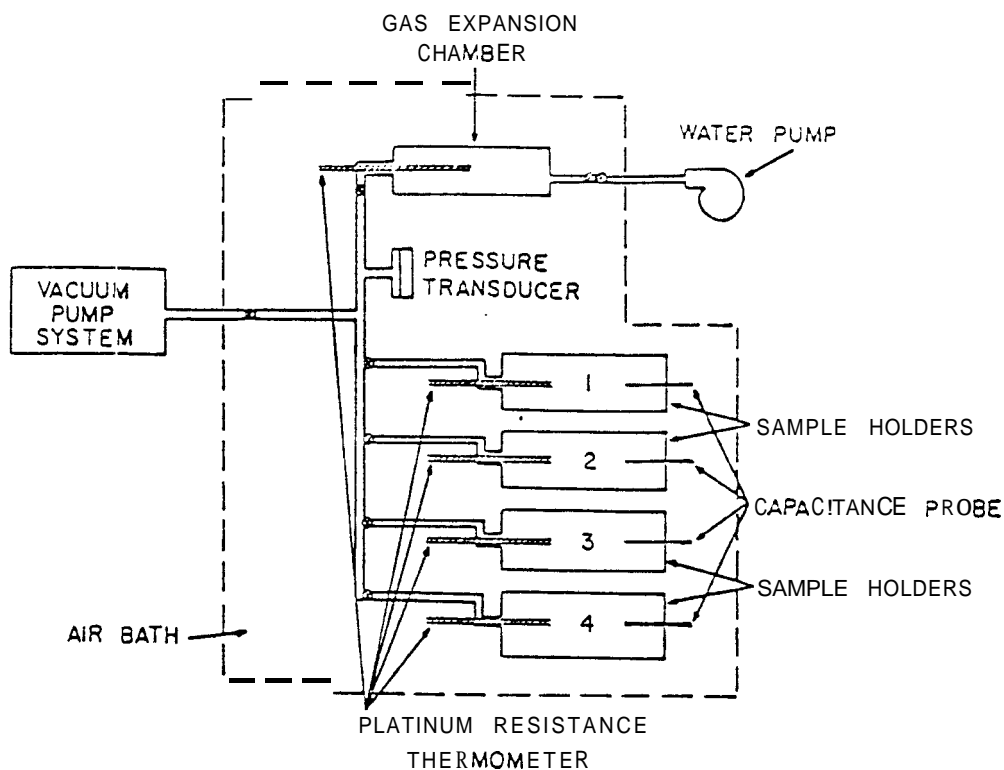 GAS EXPANSION
CHAMBER
WATER PUMP
PRESSURE
TRANSDUCER
VACUUM
PUMP
SYSTEM
1
SAMPLE HOLDERS
2
CAPACITANCE PROBE
3
SAMPLE HOLDERS
4
AIR BATH
PLATINUM RESISTANCE
THERMOMETER